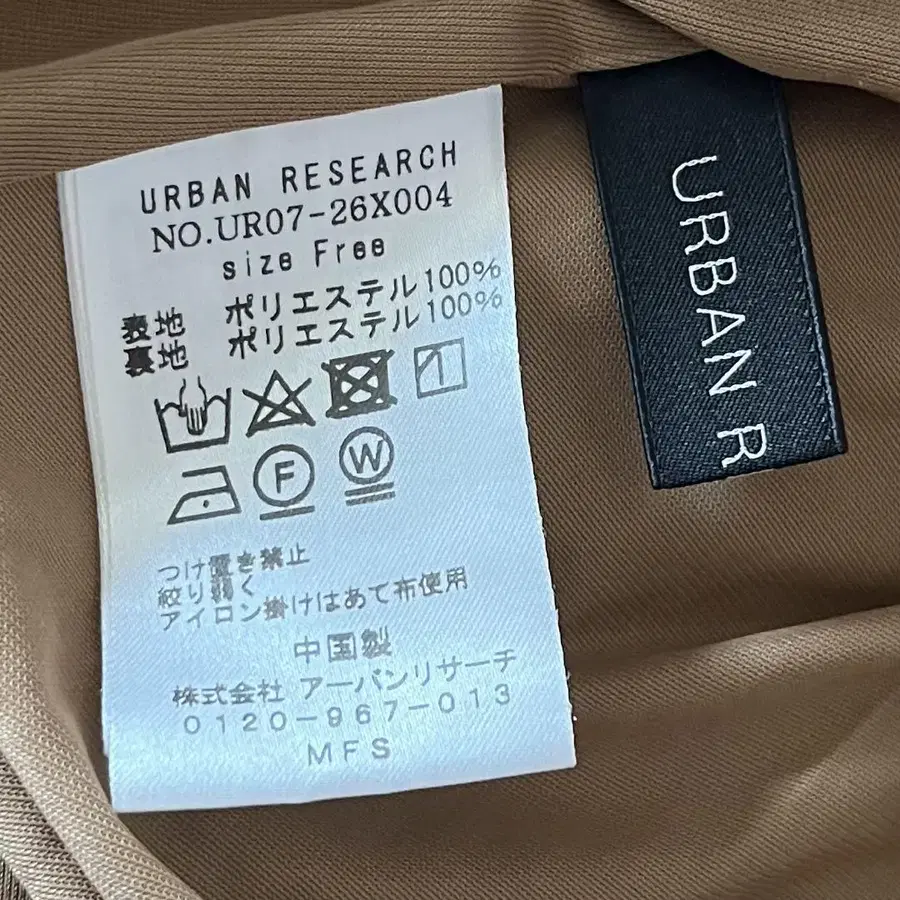 URBAN RESEARCH
NO.UR07-26X004
size Free
表地 ポリエステル100%
裏地 ポリエステル100%
F W
つけ置き禁止
絞り弱く
アイロン掛けはあて布使用
中国製
株式会社 アーバンリサーチ
0120-967-013
MFS
URBAN R